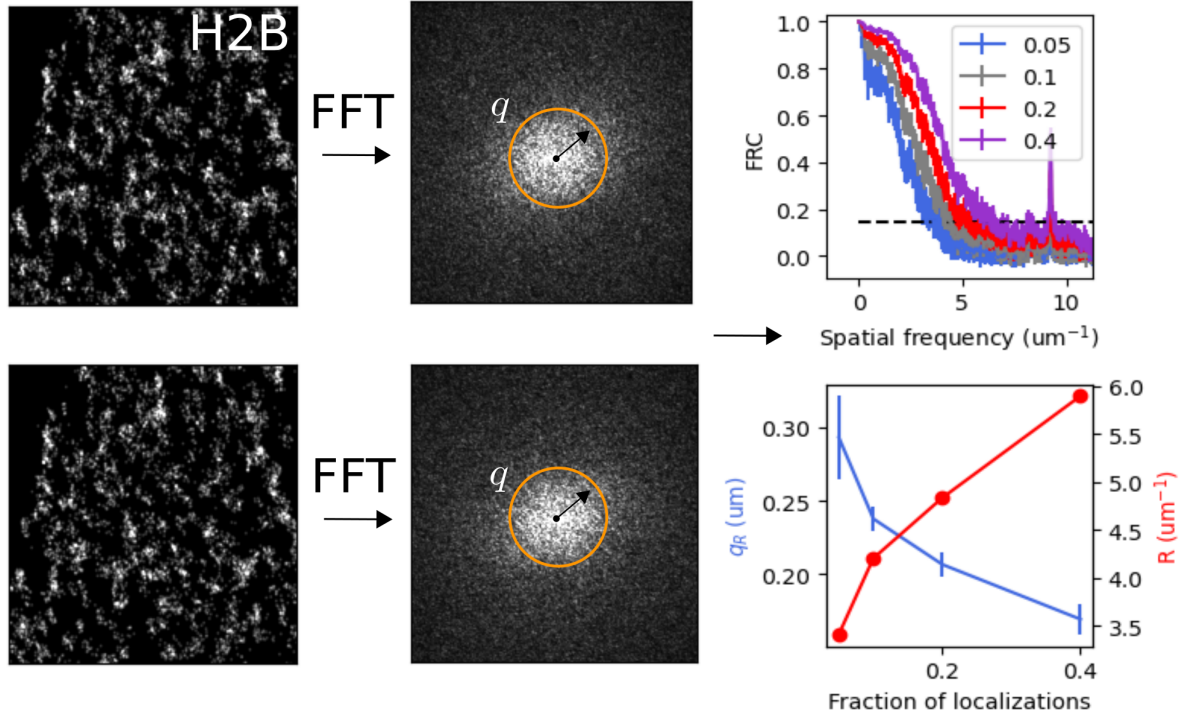 H2B
FFT
q
FFT
q
1.0
0.8
0.6
0.4
0.2
0.0
FRC
0.05
0.1
0.2
0.4
0
5
10
Spatial frequency (um⁻¹)
0.30
0.25
0.20
q_R (um)
6.0
5.5
5.0
4.5
4.0
3.5
R (um⁻¹)
0.2
0.4
Fraction of localizations